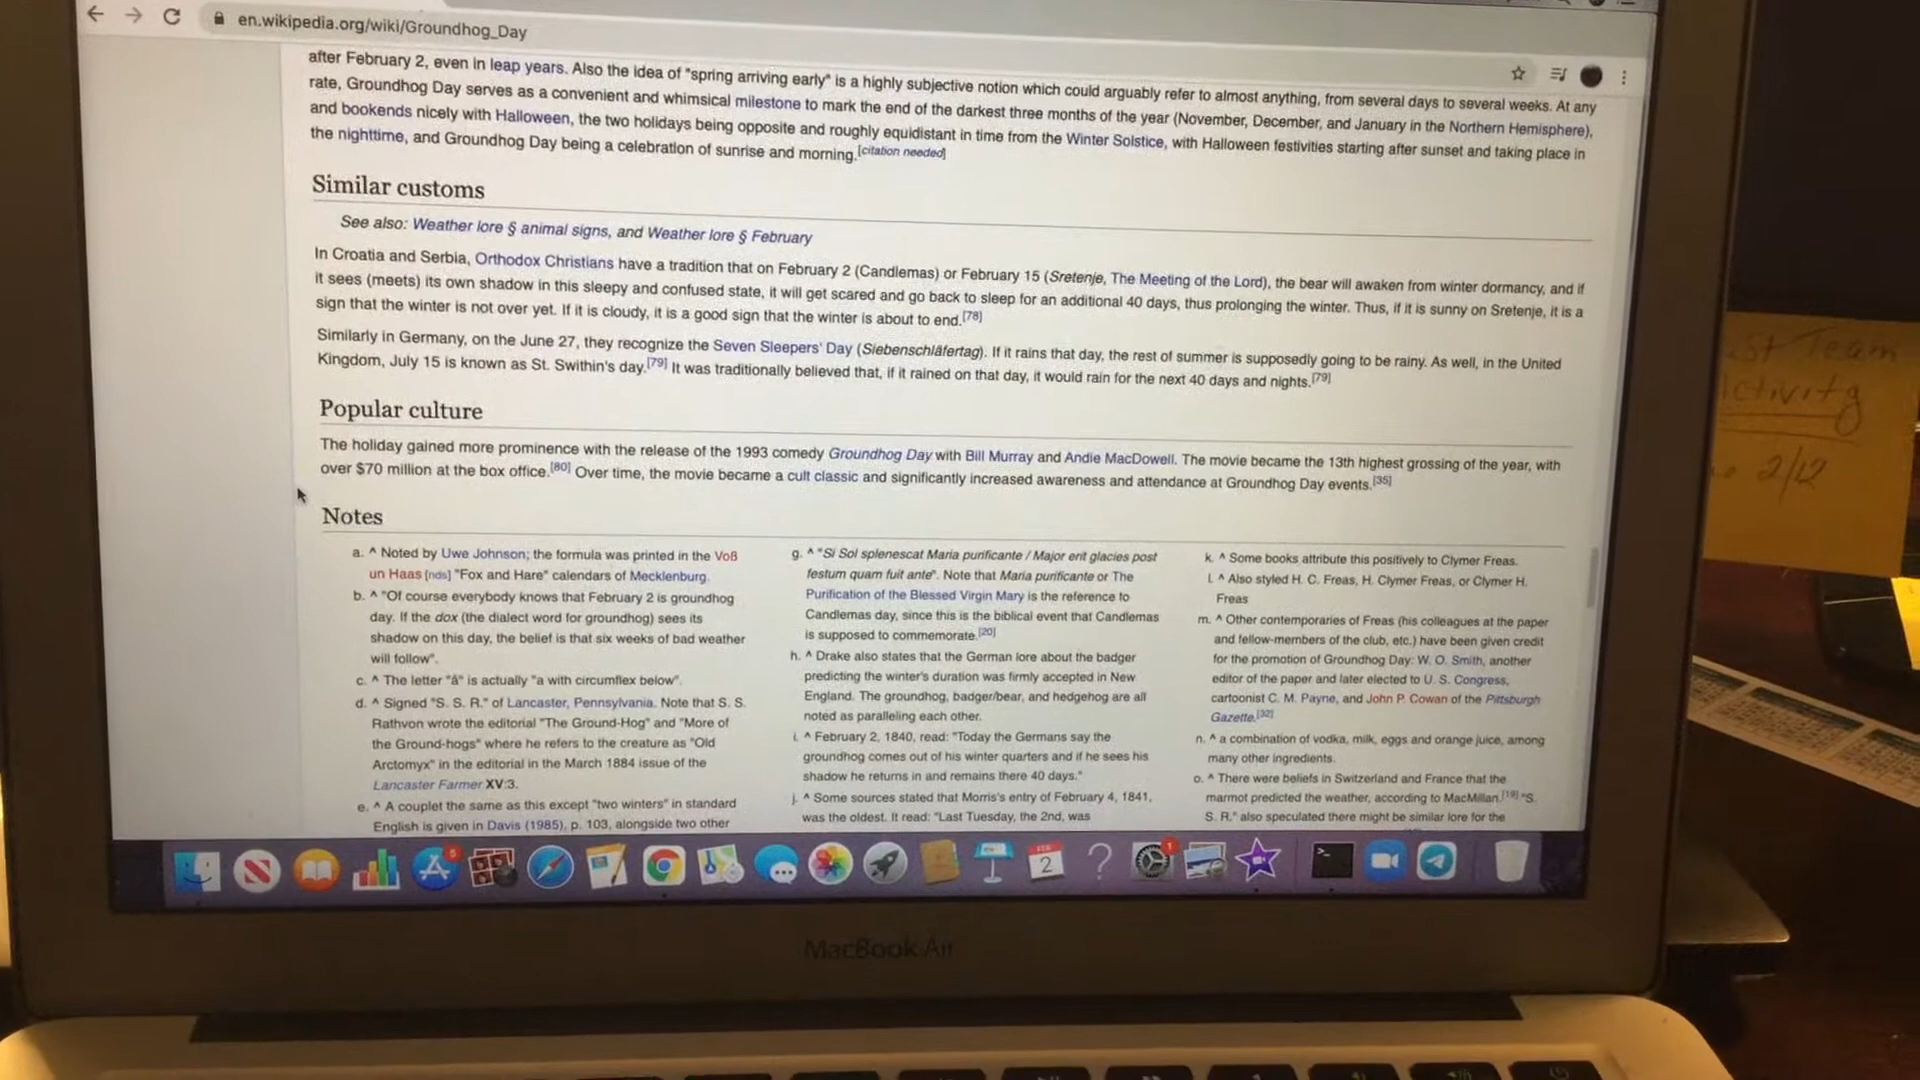 en.wikipedia.org/wiki/Groundhog_Day
after February 2, even in leap years. Also the idea of "spring arriving early" is a highly subjective notion which could arguably refer to almost anything, from several days to several weeks. At any
rate, Groundhog Day serves as a convenient and whimsical milestone to mark the end of the darkest three months of the year (November, December, and January in the Northern Hemisphere),
and bookends nicely with Halloween, the two holidays being opposite and roughly equidistant in time from the Winter Solstice, with Halloween festivities starting after sunset and taking place in
the nighttime, and Groundhog Day being a celebration of sunrise and morning.[citation needed]
Similar customs
See also: Weather lore § animal signs, and Weather lore § February
In Croatia and Serbia, Orthodox Christians have a tradition that on February 2 (Candlemas) or February 15 (Sretenje, The Meeting of the Lord), the bear will awaken from winter dormancy, and if
it sees (meets) its own shadow in this sleepy and confused state, it will get scared and go back to sleep for an additional 40 days, thus prolonging the winter. Thus, if it is sunny on Sretenje, it is a
sign that the winter is not over yet. If it is cloudy, it is a good sign that the winter is about to end.[78]
Similarly in Germany, on the June 27, they recognize the Seven Sleepers' Day (Siebenschläfertag). If it rains that day, the rest of summer is supposedly going to be rainy. As well, in the United
Kingdom, July 15 is known as St. Swithin's day.[79] It was traditionally believed that, if it rained on that day, it would rain for the next 40 days and nights.[79]
Popular culture
The holiday gained more prominence with the release of the 1993 comedy Groundhog Day with Bill Murray and Andie MacDowell. The movie became the 13th highest grossing of the year, with
over $70 million at the box office.[80] Over time, the movie became a cult classic and significantly increased awareness and attendance at Groundhog Day events.[35]
Notes
a. ^ Noted by Uwe Johnson; the formula was printed in the Voß
un Haas [nds] "Fox and Hare" calendars of Mecklenburg.
b. ^ "Of course everybody knows that February 2 is groundhog
day. If the dox (the dialect word for groundhog) sees its
shadow on this day, the belief is that six weeks of bad weather
will follow".
c. ^ The letter "â" is actually "a with circumflex below".
d. ^ Signed "S. S. R." of Lancaster, Pennsylvania. Note that S. S.
Rathvon wrote the editorial "The Ground-Hog" and "More of
the Ground-hogs" where he refers to the creature as "Old
Arctomyx" in the editorial in the March 1884 issue of the
Lancaster Farmer XV:3.
e. ^ A couplet the same as this except "two winters" in standard
English is given in Davis (1985), p. 103, alongside two other
g. ^ "Si Sol splenescat Maria purificante / Major erit glacies post
festum quam fuit ante". Note that Maria purificante or The
Purification of the Blessed Virgin Mary is the reference to
Candlemas day, since this is the biblical event that Candlemas
is supposed to commemorate.[20]
h. ^ Drake also states that the German lore about the badger
predicting the winter's duration was firmly accepted in New
England. The groundhog, badger/bear, and hedgehog are all
noted as paralleling each other.
i. ^ February 2, 1840, read: "Today the Germans say the
groundhog comes out of his winter quarters and if he sees his
shadow he returns in and remains there 40 days."
j. ^ Some sources stated that Morris's entry of February 4, 1841,
was the oldest. It read: "Last Tuesday, the 2nd, was
k. ^ Some books attribute this positively to Clymer Freas.
l. ^ Also styled H. C. Freas, H. Clymer Freas, or Clymer H.
Freas
m. ^ Other contemporaries of Freas (his colleagues at the paper
and fellow-members of the club, etc.) have been given credit
for the promotion of Groundhog Day: W. O. Smith, another
editor of the paper and later elected to U. S. Congress,
cartoonist C. M. Payne, and John P. Cowan of the Pittsburgh
Gazette.[32]
n. ^ a combination of vodka, milk, eggs and orange juice, among
many other ingredients.
o. ^ There were beliefs in Switzerland and France that the
marmot predicted the weather, according to MacMillan.[19] "S.
S. R." also speculated there might be similar lore for the
5
FEB
2
1
MacBook Air
Team
2/12